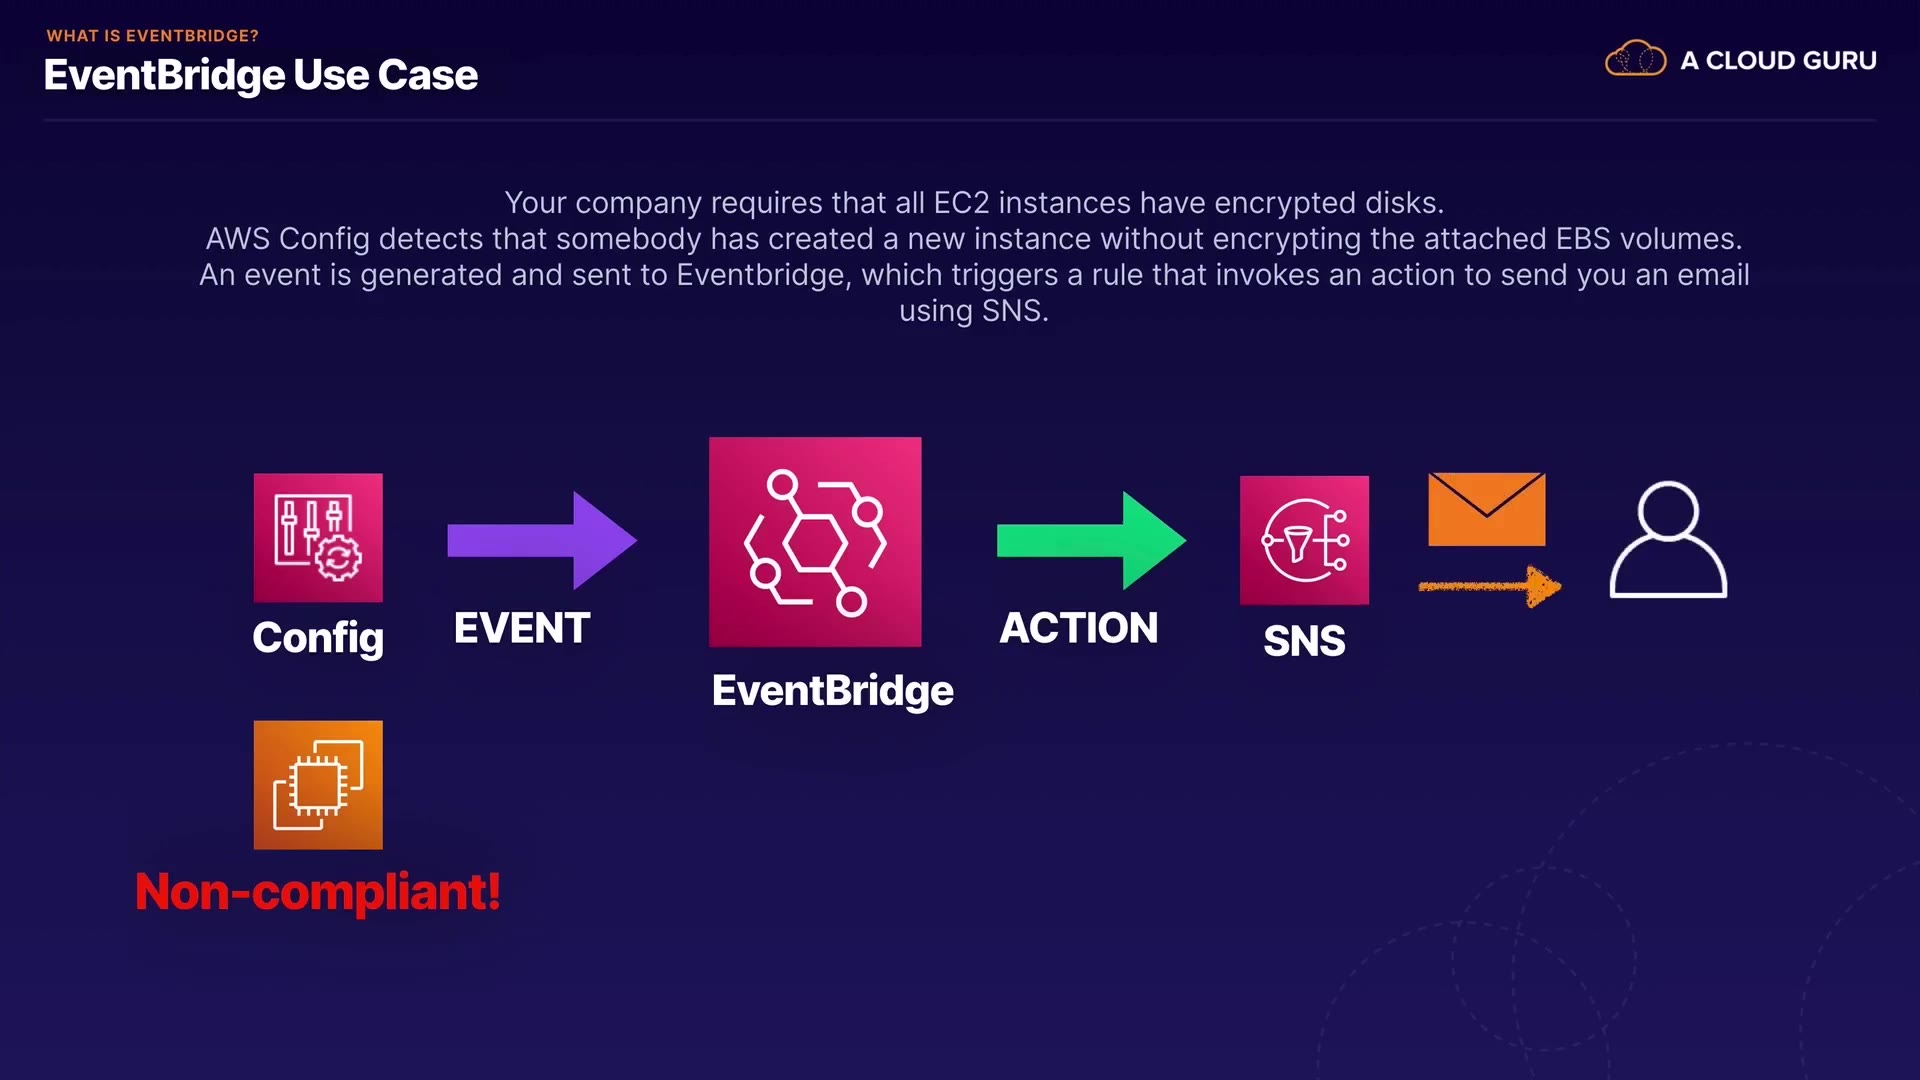 WHAT IS EVENTBRIDGE?
EventBridge Use Case
A CLOUD GURU
Your company requires that all EC2 instances have encrypted disks.
AWS Config detects that somebody has created a new instance without encrypting the attached EBS volumes.
An event is generated and sent to Eventbridge, which triggers a rule that invokes an action to send you an email
using SNS.
Config
EVENT
EventBridge
ACTION
SNS
Non-compliant!